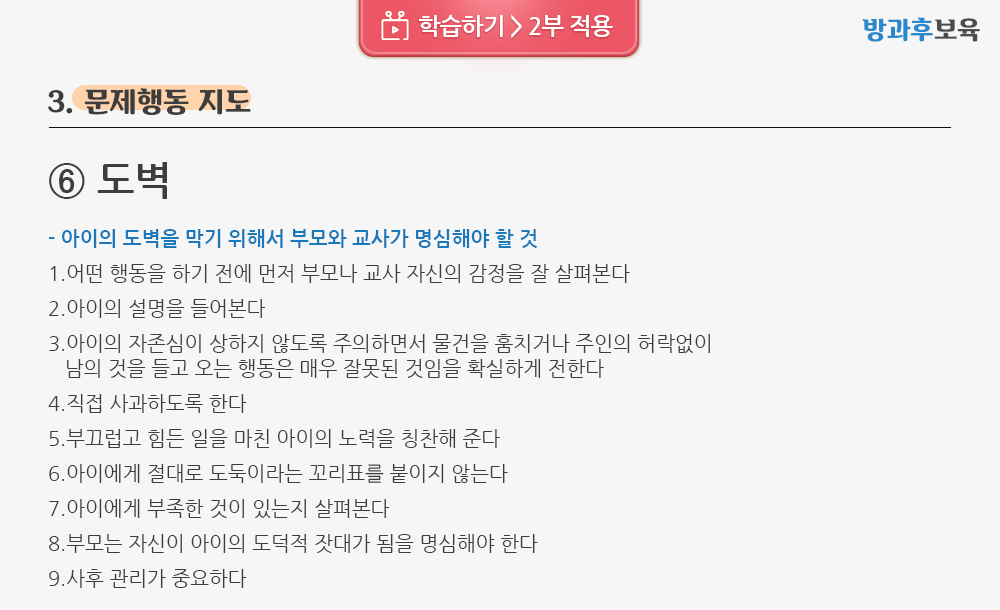 학습하기 > 2부 적용
방과후보육
3. 문제행동 지도
⑥ 도벽
- 아이의 도벽을 막기 위해서 부모와 교사가 명심해야 할 것
1.어떤 행동을 하기 전에 먼저 부모나 교사 자신의 감정을 잘 살펴본다
2.아이의 설명을 들어본다
3.아이의 자존심이 상하지 않도록 주의하면서 물건을 훔치거나 주인의 허락없이
남의 것을 들고 오는 행동은 매우 잘못된 것임을 확실하게 전한다
4.직접 사과하도록 한다
5.부끄럽고 힘든 일을 마친 아이의 노력을 칭찬해 준다
6.아이에게 절대로 도둑이라는 꼬리표를 붙이지 않는다
7.아이에게 부족한 것이 있는지 살펴본다
8.부모는 자신이 아이의 도덕적 잣대가 됨을 명심해야 한다
9.사후 관리가 중요하다